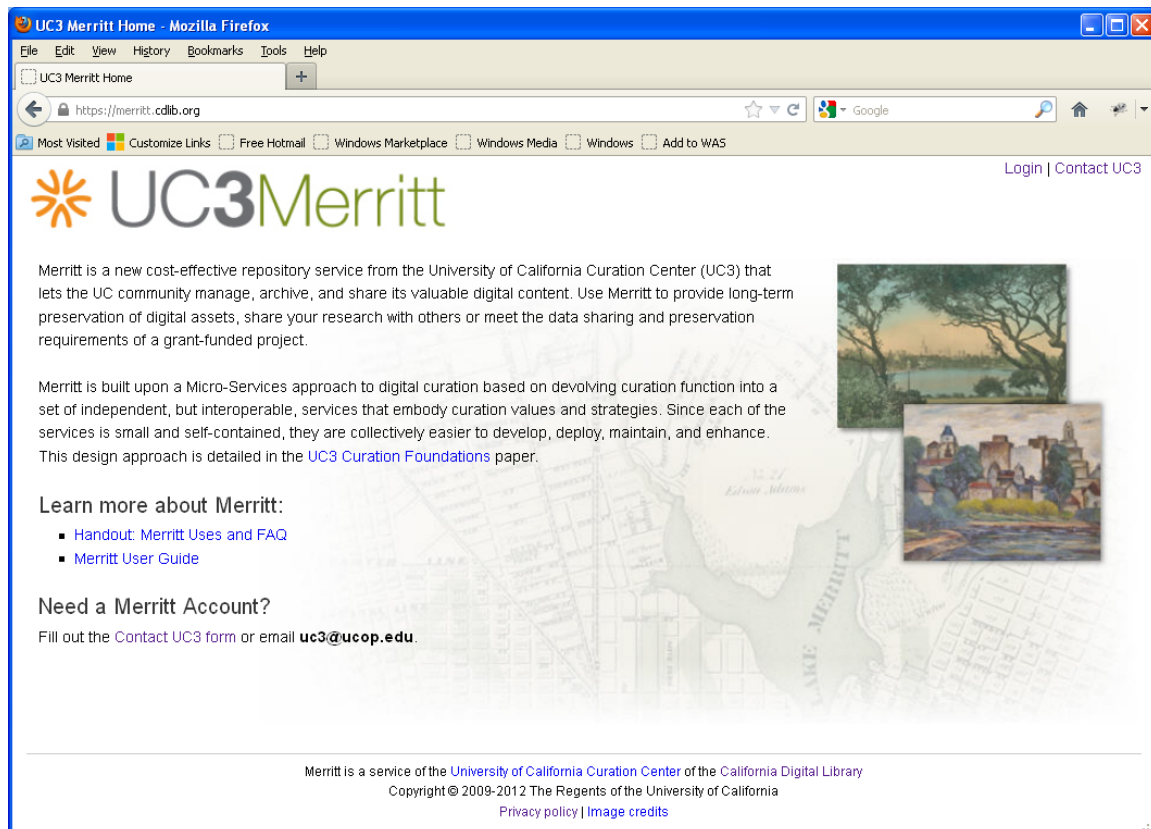 UC3 Merritt Home - Mozilla Firefox
File Edit View History Bookmarks Tools Help
UC3 Merritt Home
https://merritt.cdlib.org
Google
Most Visited Customize Links Free Hotmail Windows Marketplace Windows Media Windows Add to WAS
Login | Contact UC3
UC3Merritt
Merritt is a new cost-effective repository service from the University of California Curation Center (UC3) that
lets the UC community manage, archive, and share its valuable digital content. Use Merritt to provide long-term
preservation of digital assets, share your research with others or meet the data sharing and preservation
requirements of a grant-funded project.
Merritt is built upon a Micro-Services approach to digital curation based on devolving curation function into a
set of independent, but interoperable, services that embody curation values and strategies. Since each of the
services is small and self-contained, they are collectively easier to develop, deploy, maintain, and enhance.
This design approach is detailed in the UC3 Curation Foundations paper.
Edson Adams
LAKE MERRITT
Learn more about Merritt:
Handout: Merritt Uses and FAQ
Merritt User Guide
Need a Merritt Account?
Fill out the Contact UC3 form or email uc3@ucop.edu.
Merritt is a service of the University of California Curation Center of the California Digital Library
Copyright © 2009-2012 The Regents of the University of California
Privacy policy | Image credits